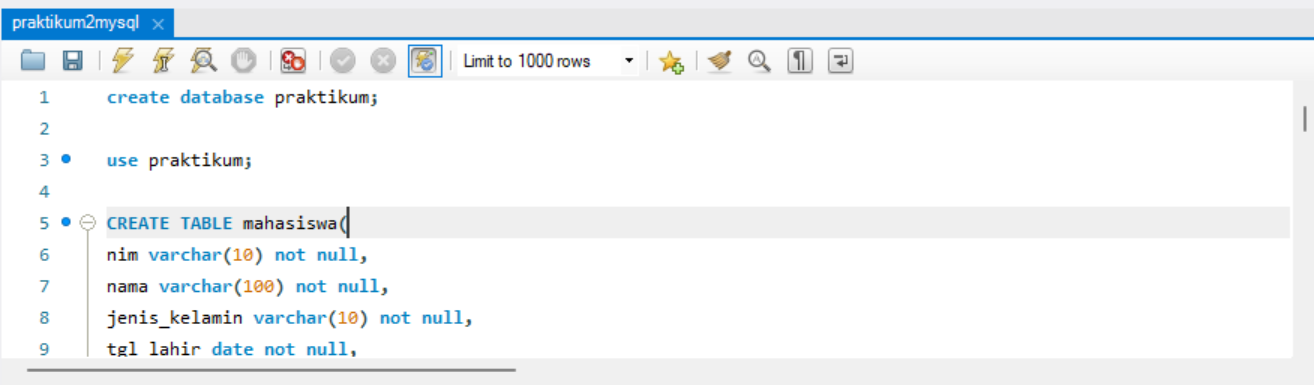 praktikum2mysql
Limit to 1000 rows
1 create database praktikum;
2
3 use praktikum;
4
5 CREATE TABLE mahasiswa(
6 nim varchar(10) not null,
7 nama varchar(100) not null,
8 jenis_kelamin varchar(10) not null,
9 tgl_lahir date not null,